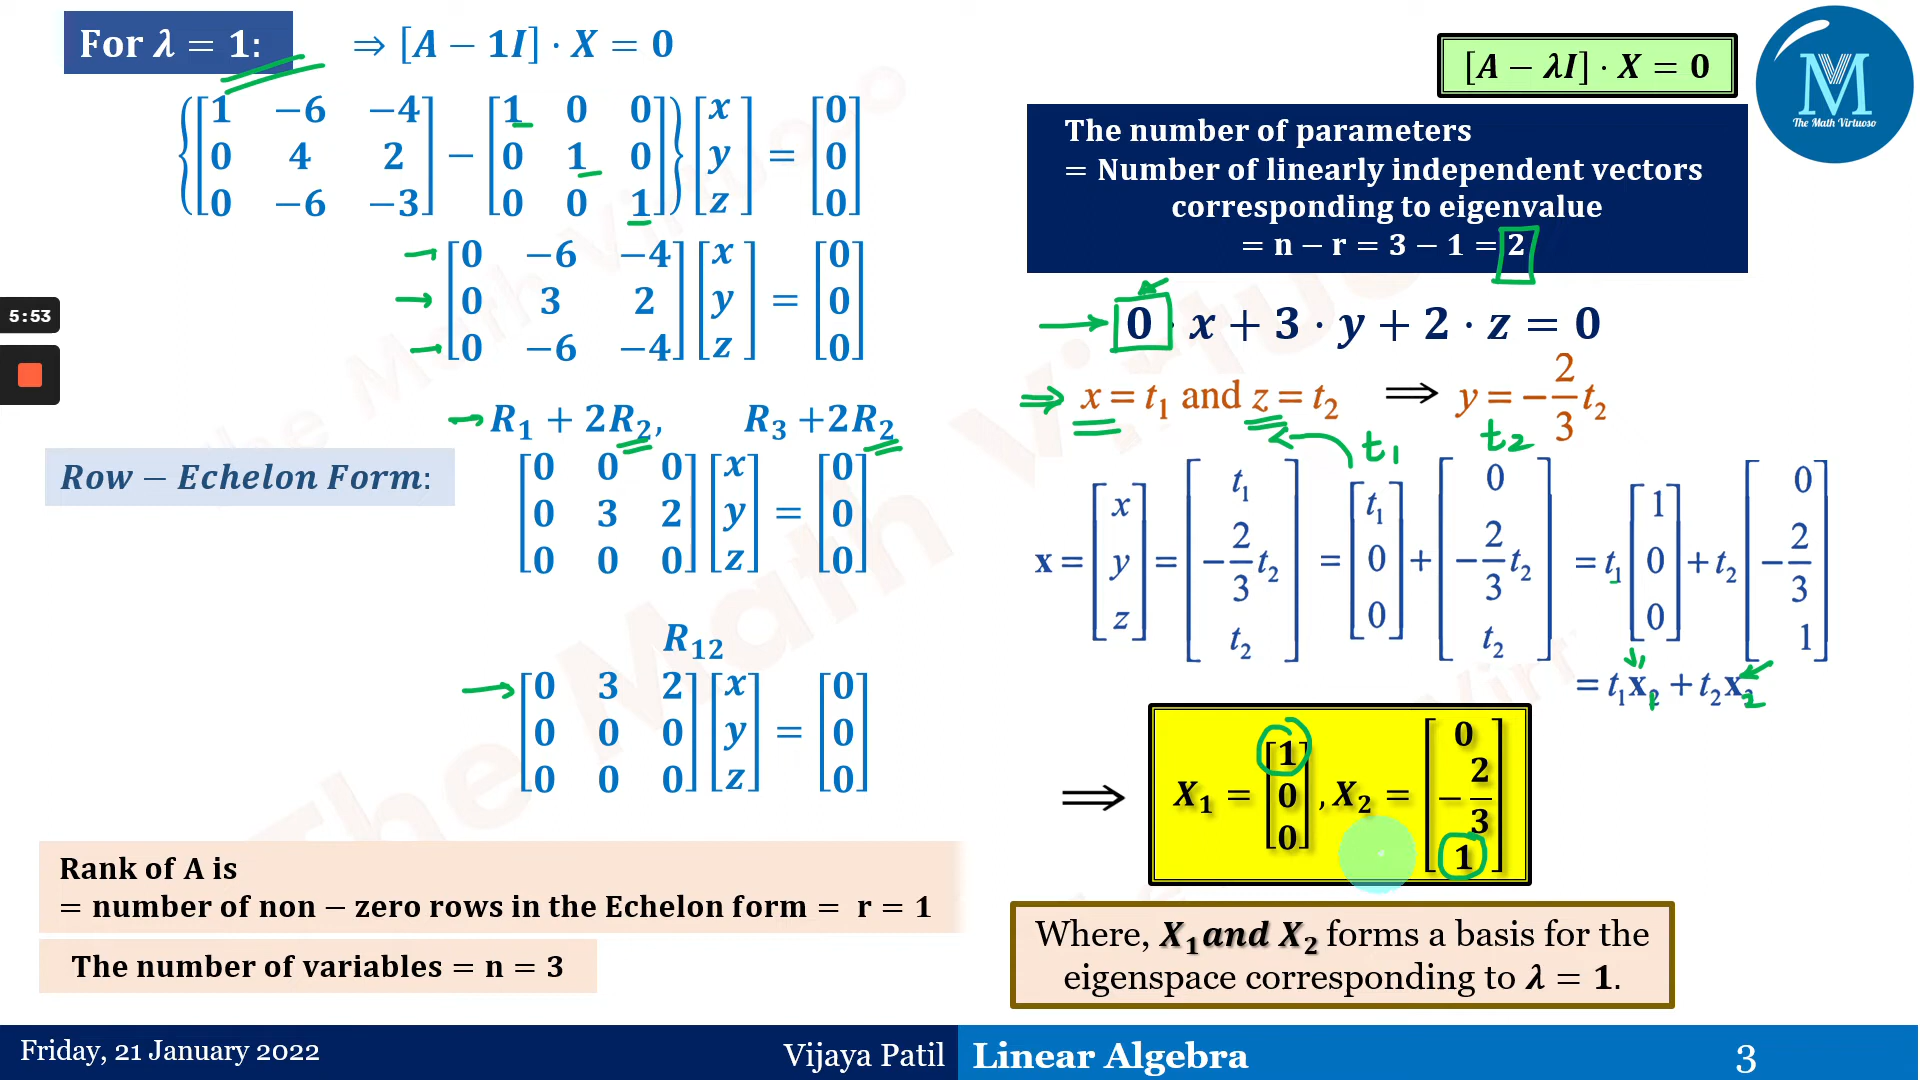 For λ = 1:
⇒ [A − 1I] · X = 0
{[1 −6 −4] − [1 0 0]} [x] = [0]
{[0 4 2] − [0 1 0]} [y] = [0]
{[0 −6 −3] − [0 0 1]} [z] = [0]
[0 −6 −4] [x] = [0]
[0 3 2] [y] = [0]
[0 −6 −4] [z] = [0]
R₁ + 2R₂, R₃ +2R₂
Row − Echelon Form:
[0 0 0] [x] = [0]
[0 3 2] [y] = [0]
[0 0 0] [z] = [0]
R₁₂
[0 3 2] [x] = [0]
[0 0 0] [y] = [0]
[0 0 0] [z] = [0]
Rank of A is
= number of non − zero rows in the Echelon form = r = 1
The number of variables = n = 3
5:53
[A − λI] · X = 0
M
The Math Virtuoso
The number of parameters
= Number of linearly independent vectors
corresponding to eigenvalue
= n − r = 3 − 1 = 2
0 · x + 3 · y + 2 · z = 0
x = t₁ and z = t₂ ⟹ y = −2/3 t₂
t₁ t₂
x = [x y z] = [t₁ −2/3 t₂ t₂] = [t₁ 0 0] + [0 −2/3 t₂ t₂] = t₁ [1 0 0] + t₂ [0 −2/3 1]
= t₁x₁ + t₂x₂
⟹ X₁ = [1 0 0], X₂ = [0 −2/3 1]
Where, X₁ and X₂ forms a basis for the
eigenspace corresponding to λ = 1.
Friday, 21 January 2022
Vijaya Patil
Linear Algebra
3